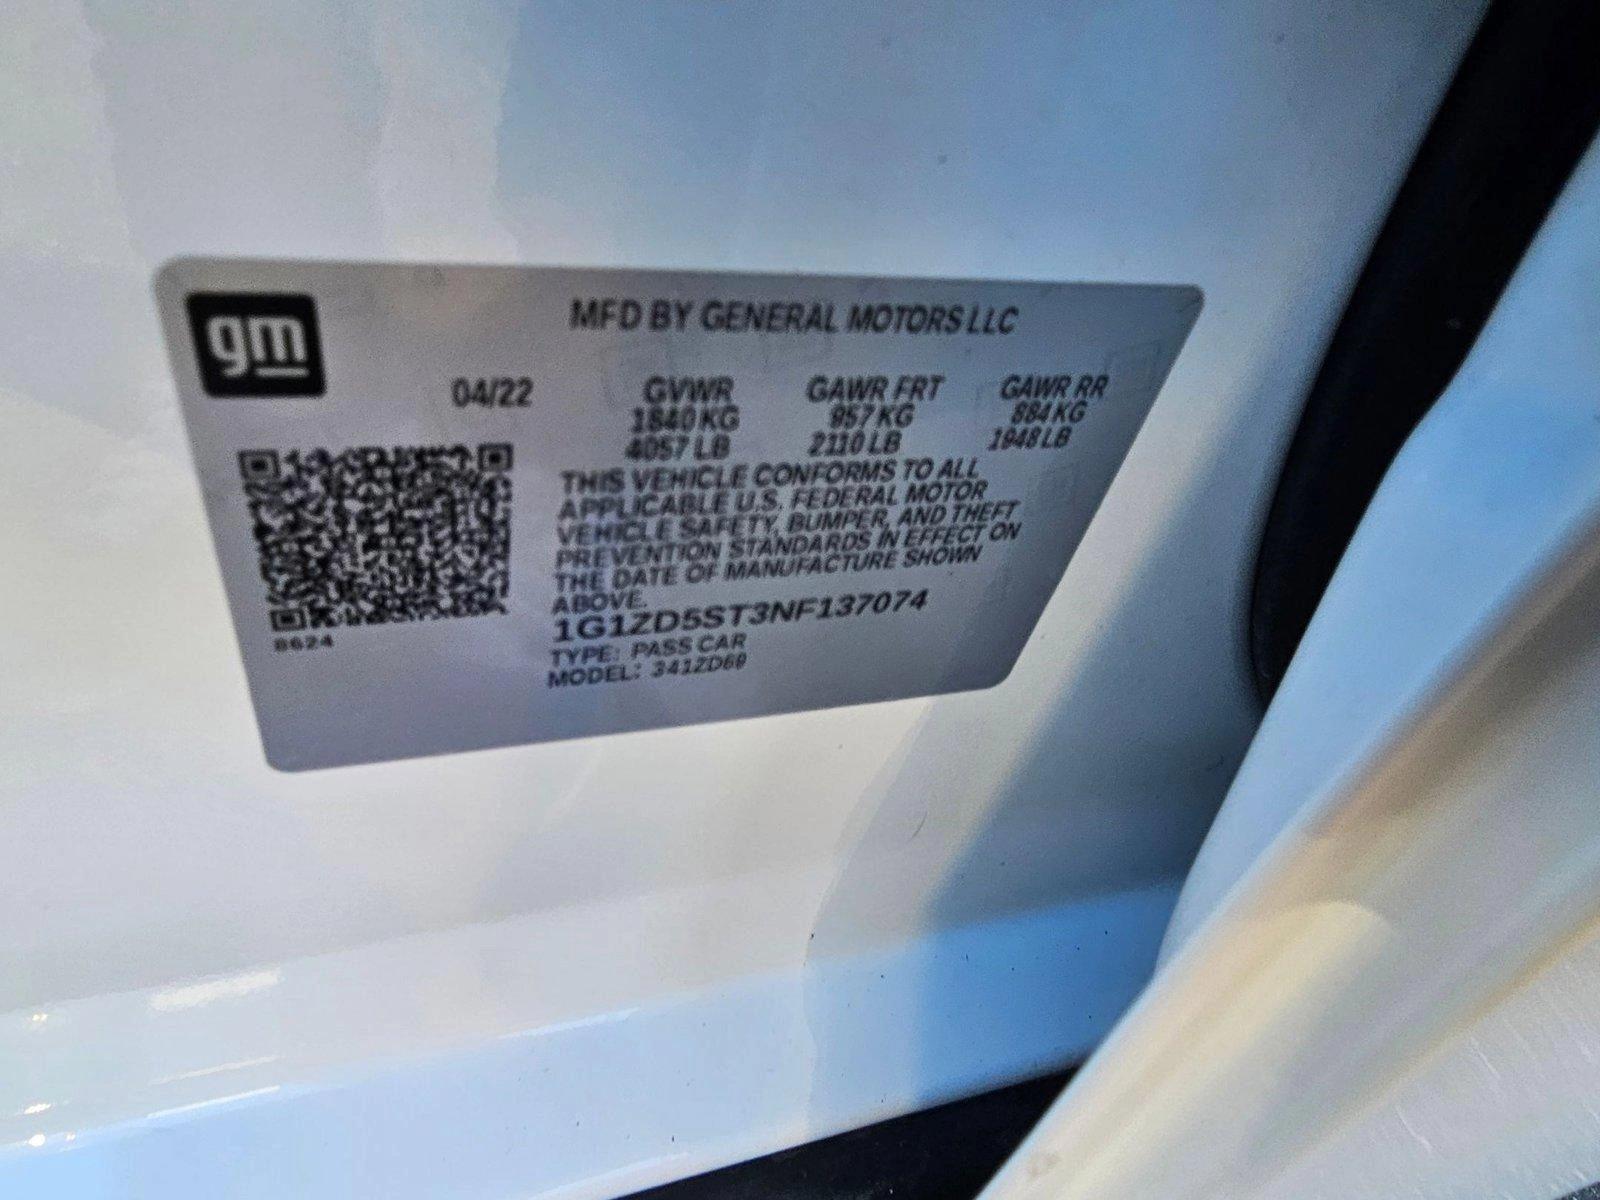 gm
MFD BY GENERAL MOTORS LLC
04/22 GVWR GAWR FRT GAWR RR
1840 KG 957 KG 884 KG
4057 LB 2110 LB 1948 LB
THIS VEHICLE CONFORMS TO ALL
APPLICABLE U.S. FEDERAL MOTOR
VEHICLE SAFETY, BUMPER, AND THEFT
PREVENTION STANDARDS IN EFFECT ON
THE DATE OF MANUFACTURE SHOWN
ABOVE.
1G1ZD5ST3NF137074
TYPE: PASS CAR
MODEL: 341ZD69
8624